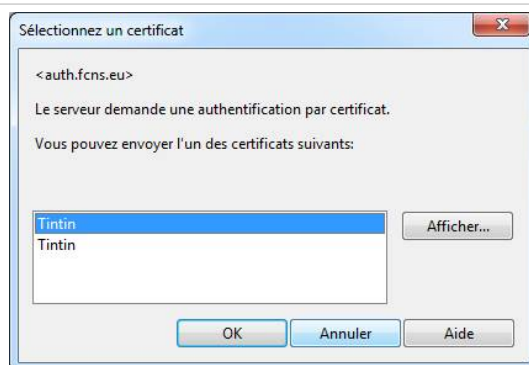 Sélectionnez un certificat
<auth.fcns.eu>
Le serveur demande une authentification par certificat.
Vous pouvez envoyer l'un des certificats suivants:
Tintin
Tintin
Afficher...
OK
Annuler
Aide